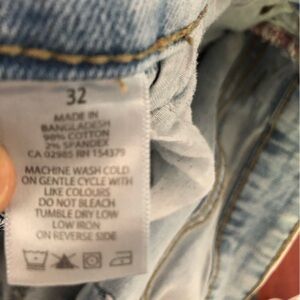 32
MADE IN
BANGLADESH
98% COTTON
2% SPANDEX
CA 02985 RN 154379
MACHINE WASH COLD
ON GENTLE CYCLE WITH
LIKE COLOURS
DO NOT BLEACH
TUMBLE DRY LOW
LOW IRON
ON REVERSE SIDE